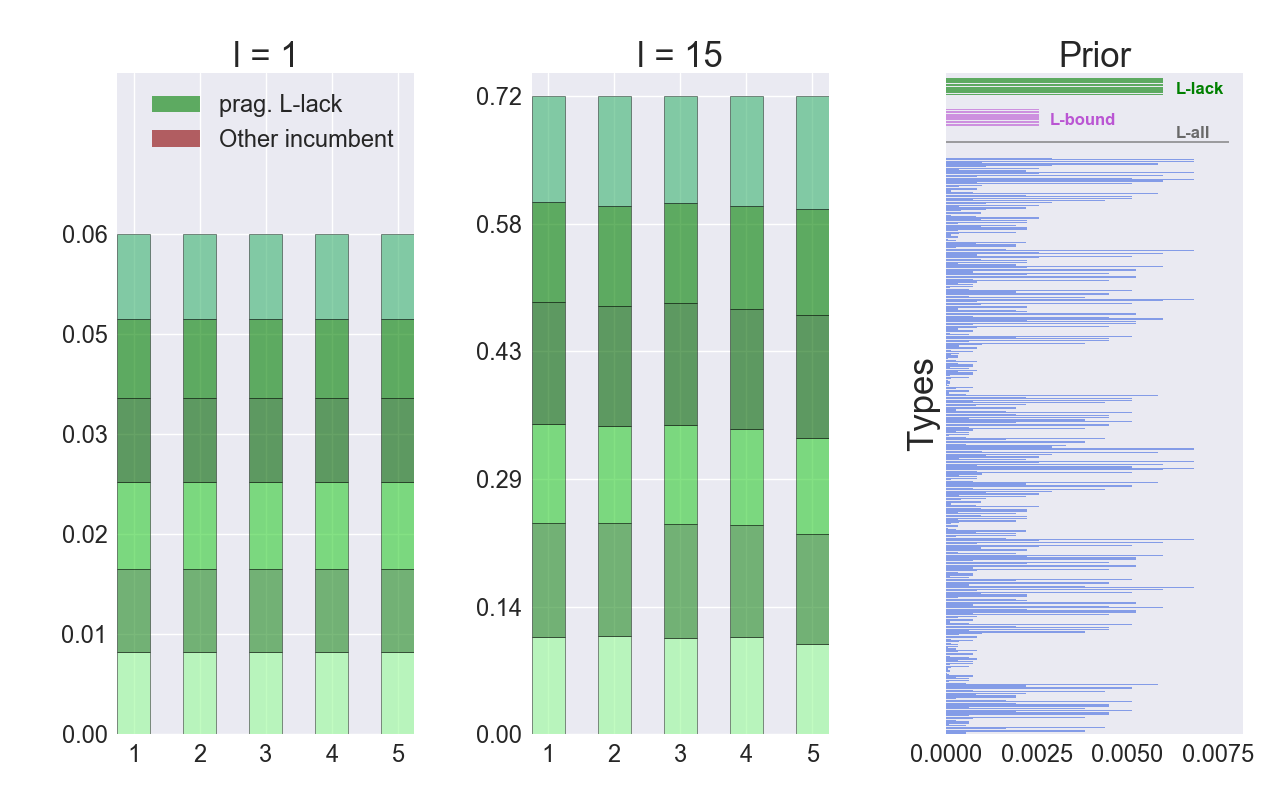 l = 1
prag. L-lack
Other incumbent
0.06
0.05
0.03
0.02
0.01
0.00
1 2 3 4 5
l = 15
0.72
0.58
0.43
0.29
0.14
0.00
1 2 3 4 5
Prior
L-lack
L-bound
L-all
Types
0.0000 0.0025 0.0050 0.0075